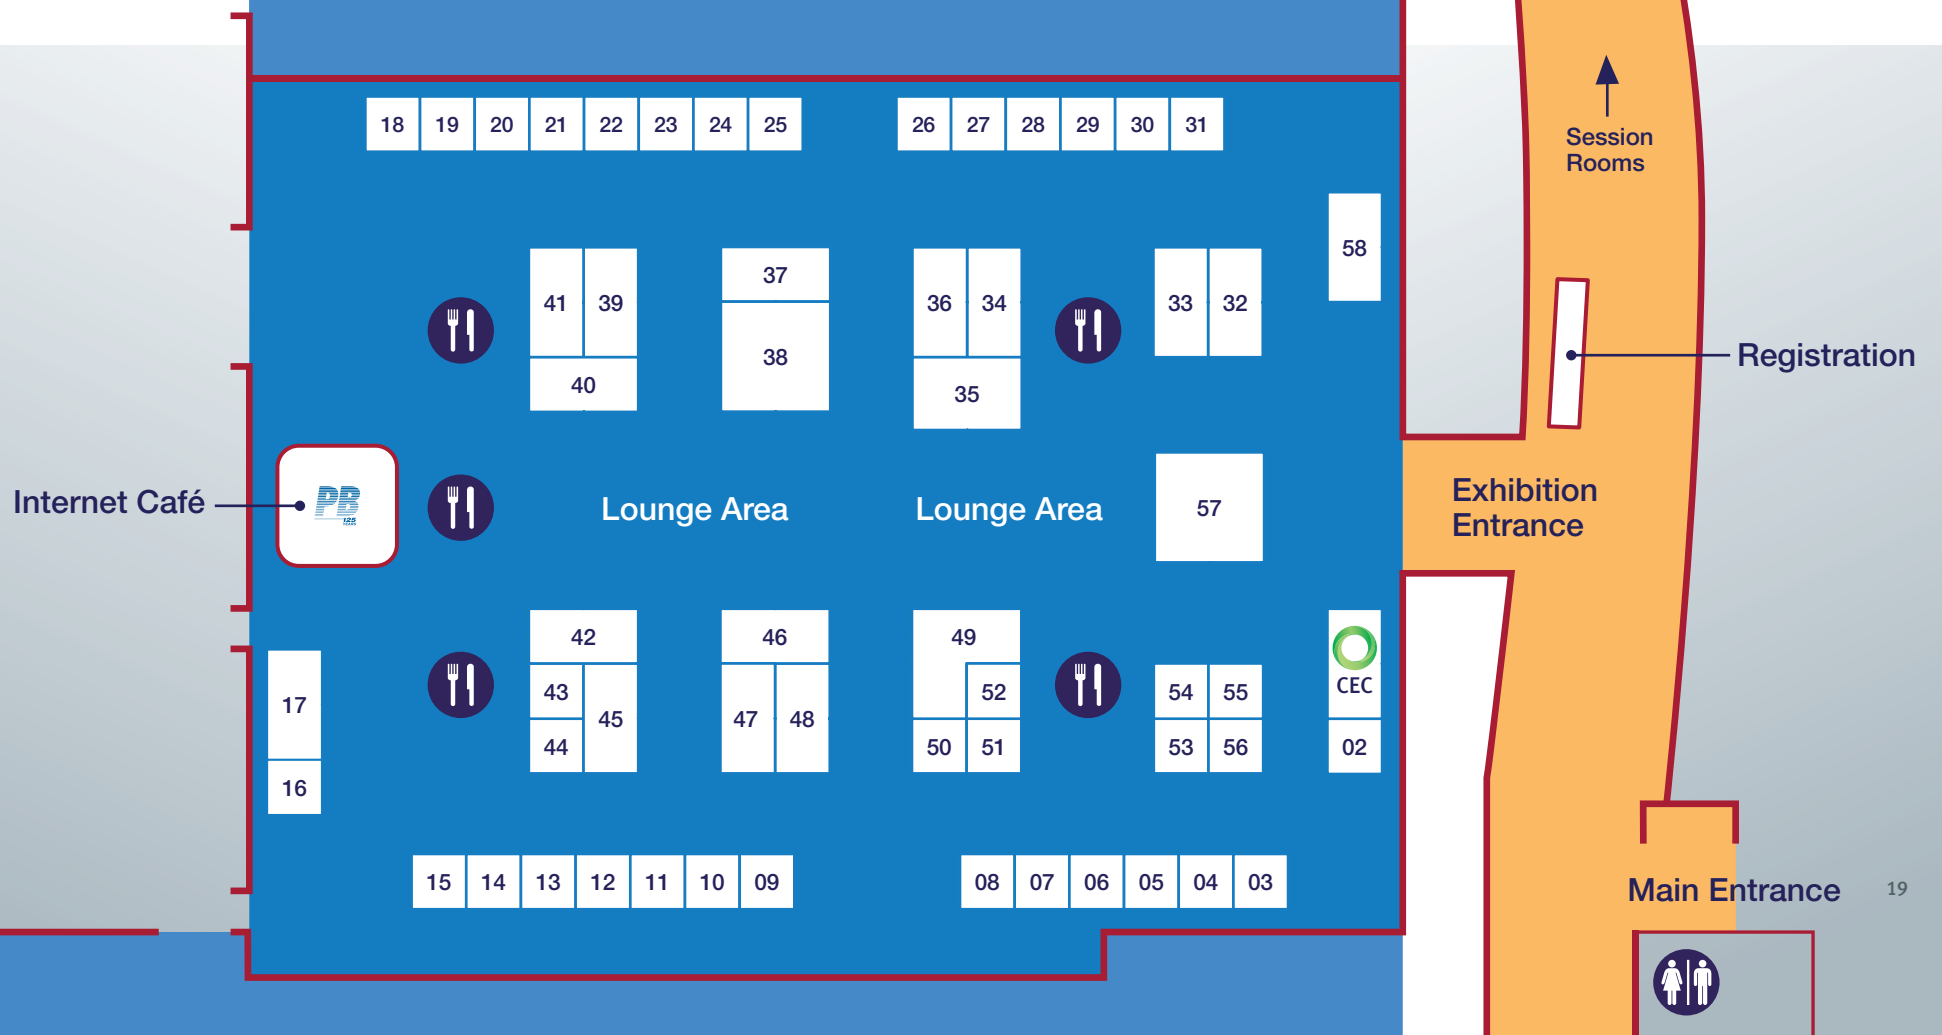 18 19 20 21 22 23 24 25 26 27 28 29 30 31
Session
Rooms
58
41 39 37 36 34 33 32
38
40 35
Registration
Internet Café
PB
125
YEARS
Lounge Area
Lounge Area
57
Exhibition
Entrance
42 46 49
43 52 54 55 CEC
17 45 47 48
44 50 51 53 56 02
16
15 14 13 12 11 10 09 08 07 06 05 04 03
Main Entrance
19